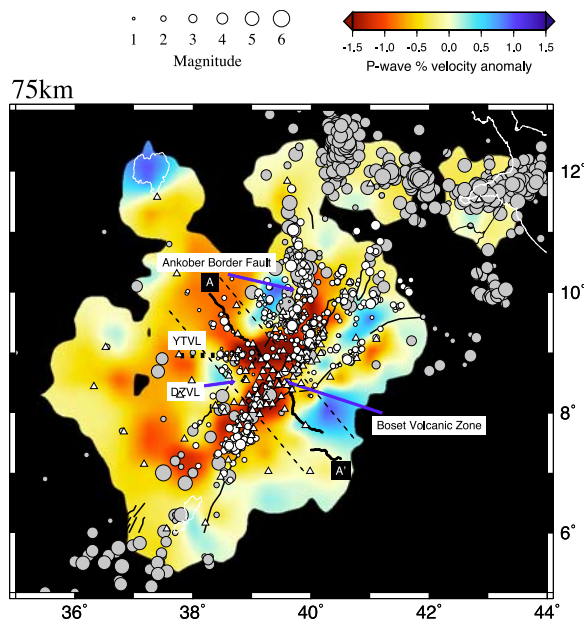 1 2 3 4 5 6
Magnitude
-1.5 -1.0 -0.5 0.0 0.5 1.0 1.5
P-wave % velocity anomaly
75km
12°
Ankober Border Fault
A
10°
YTVL
DZVL
8°
Boset Volcanic Zone
A'
6°
36° 38° 40° 42° 44°